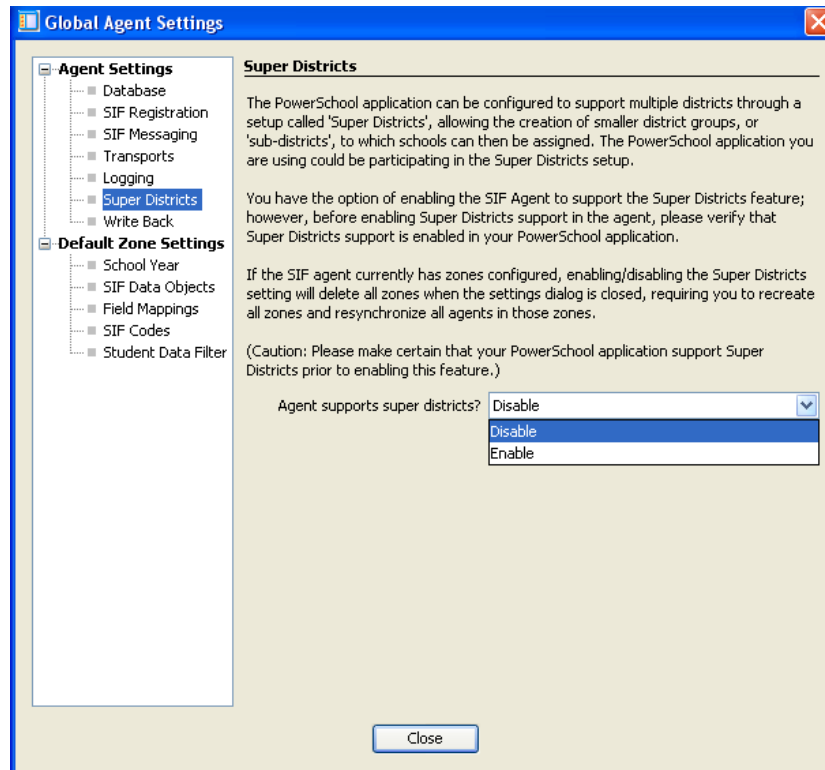 Global Agent Settings
Agent Settings
Database
SIF Registration
SIF Messaging
Transports
Logging
Super Districts
Write Back
Default Zone Settings
School Year
SIF Data Objects
Field Mappings
SIF Codes
Student Data Filter
Super Districts
The PowerSchool application can be configured to support multiple districts through a
setup called 'Super Districts', allowing the creation of smaller district groups, or
'sub-districts', to which schools can then be assigned. The PowerSchool application you
are using could be participating in the Super Districts setup.
You have the option of enabling the SIF Agent to support the Super Districts feature;
however, before enabling Super Districts support in the agent, please verify that
Super Districts support is enabled in your PowerSchool application.
If the SIF agent currently has zones configured, enabling/disabling the Super Districts
setting will delete all zones when the settings dialog is closed, requiring you to recreate
all zones and resynchronize all agents in those zones.
(Caution: Please make certain that your PowerSchool application support Super
Districts prior to enabling this feature.)
Agent supports super districts? Disable
Disable
Enable
Close